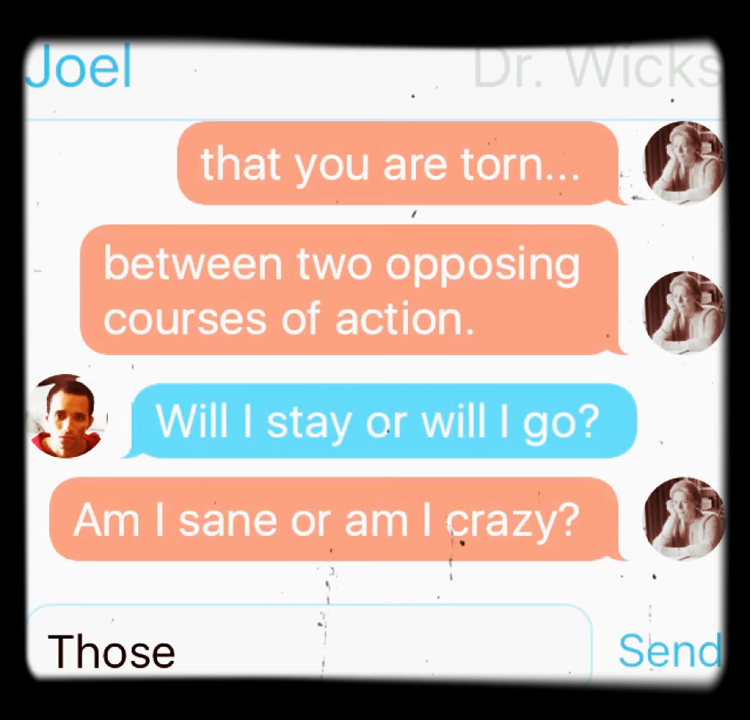 Joel Dr. Wicks
that you are torn...
between two opposing
courses of action.
Will I stay or will I go?
Am I sane or am I crazy?
Those
Send